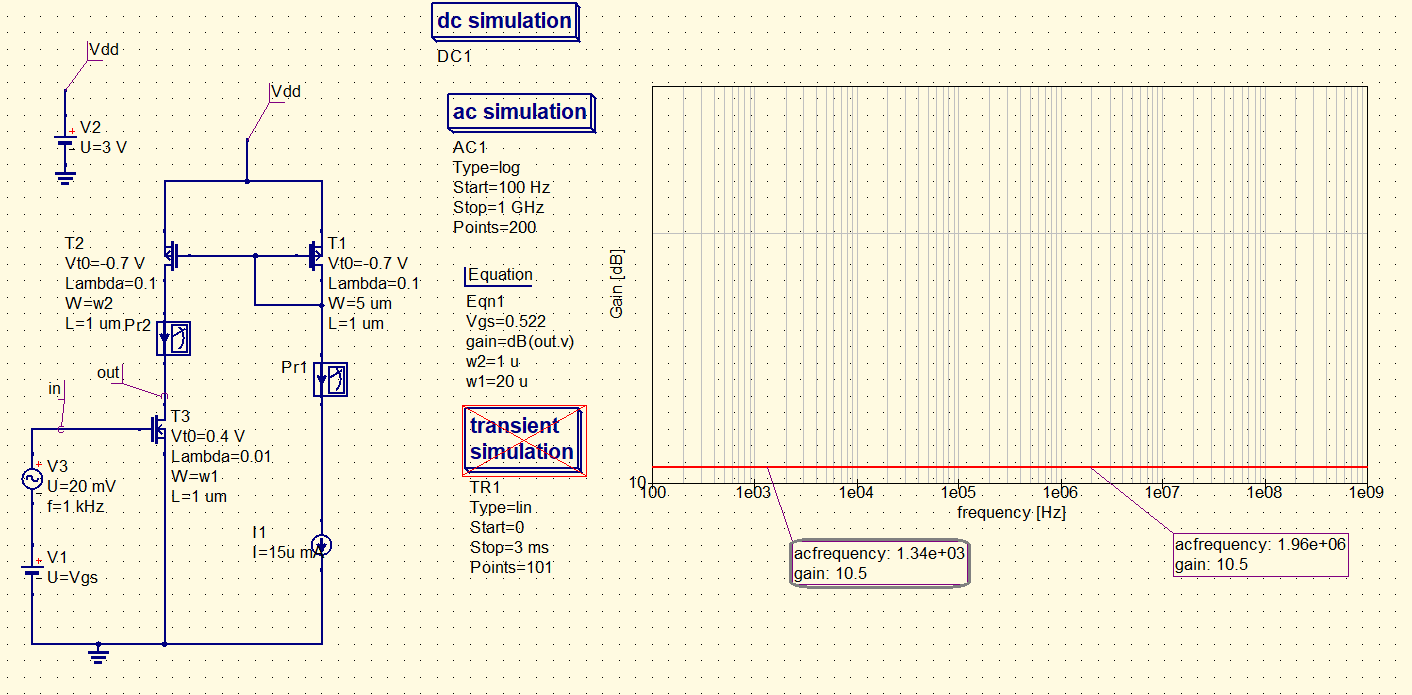 dc simulation
DC1
Vdd
Vdd
V2
U=3 V
ac simulation
AC1
Type=log
Start=100 Hz
Stop=1 GHz
Points=200
T2
Vt0=-0.7 V
Lambda=0.1
W=w2
L=1 um
Pr2
T1
Vt0=-0.7 V
Lambda=0.1
W=5 um
L=1 um
Pr1
Equation
Eqn1
Vgs=0.522
gain=dB(out.v)
w2=1 u
w1=20 u
in
out
T3
Vt0=0.4 V
Lambda=0.01
W=w1
L=1 um
V3
U=20 mV
f=1 kHz
V1
U=Vgs
I1
I=15u mA
transient
simulation
TR1
Type=lin
Start=0
Stop=3 ms
Points=101
Gain [dB]
10
100
1e03
1e04
1e05
1e06
1e07
1e08
1e09
frequency [Hz]
acfrequency: 1.34e+03
gain: 10.5
acfrequency: 1.96e+06
gain: 10.5